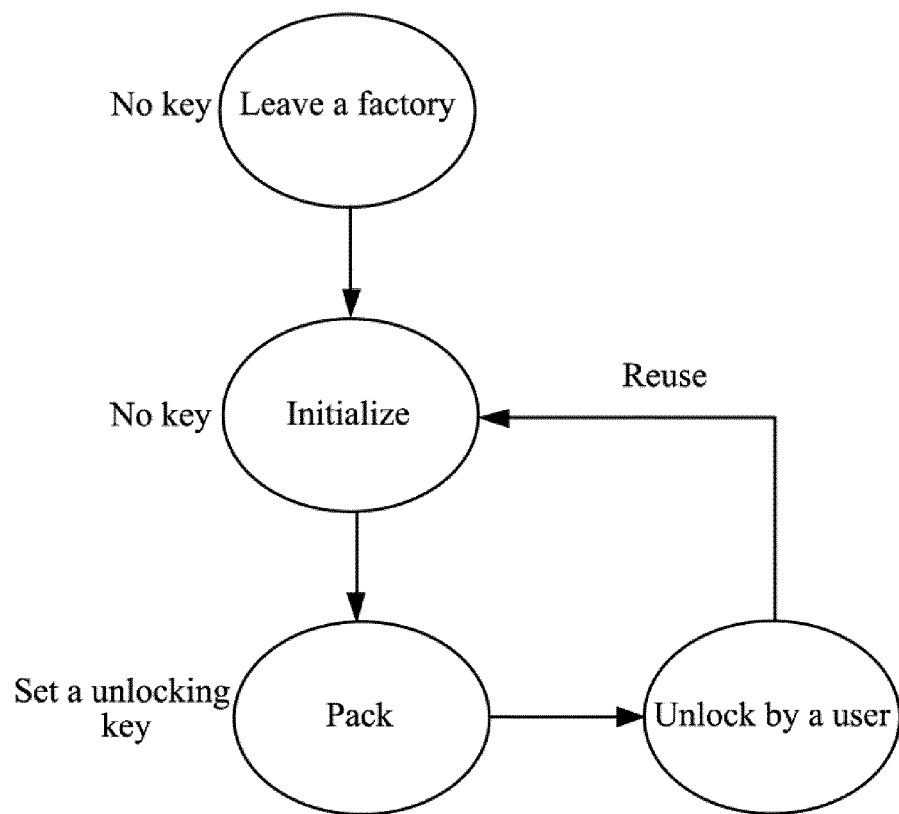 No key
Leave a factory
Reuse
No key
Initialize
Set a unlocking
key
Pack
Unlock by a user